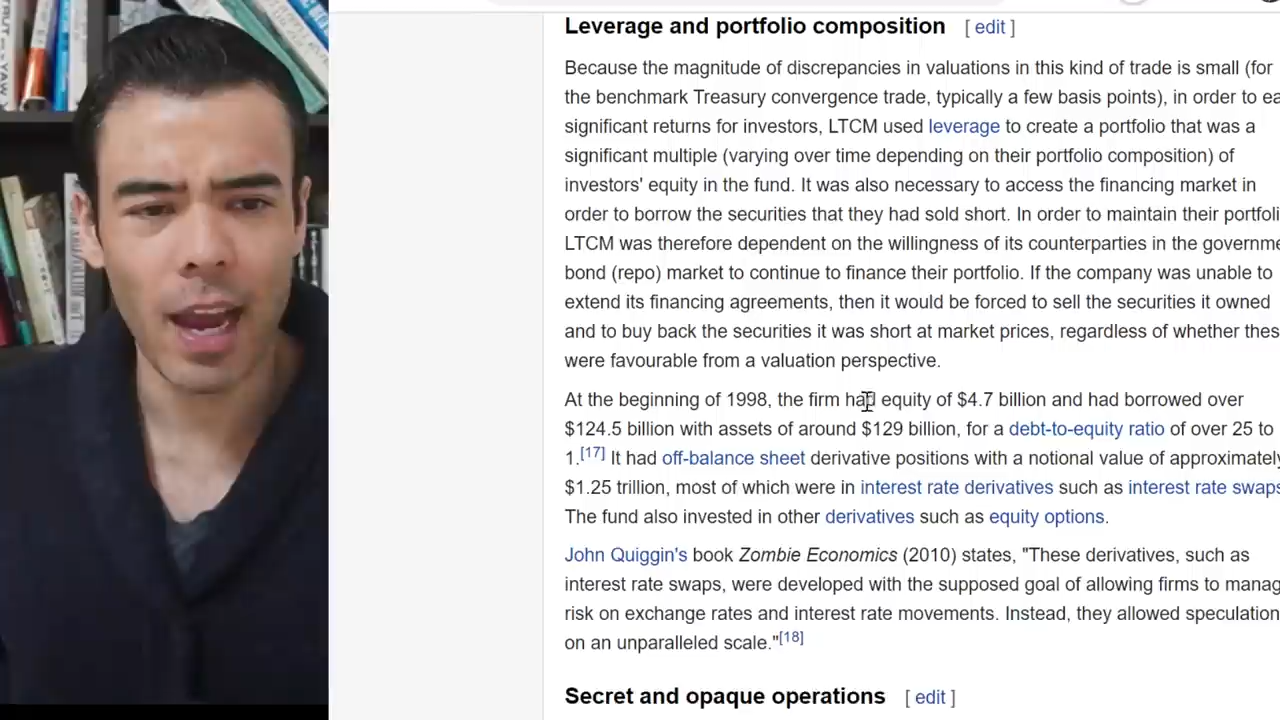 Leverage and portfolio composition [ edit ]
Because the magnitude of discrepancies in valuations in this kind of trade is small (for
the benchmark Treasury convergence trade, typically a few basis points), in order to ea
significant returns for investors, LTCM used leverage to create a portfolio that was a
significant multiple (varying over time depending on their portfolio composition) of
investors' equity in the fund. It was also necessary to access the financing market in
order to borrow the securities that they had sold short. In order to maintain their portfoli
LTCM was therefore dependent on the willingness of its counterparties in the governme
bond (repo) market to continue to finance their portfolio. If the company was unable to
extend its financing agreements, then it would be forced to sell the securities it owned
and to buy back the securities it was short at market prices, regardless of whether thes
were favourable from a valuation perspective.
At the beginning of 1998, the firm had equity of $4.7 billion and had borrowed over
$124.5 billion with assets of around $129 billion, for a debt-to-equity ratio of over 25 to
1.[17] It had off-balance sheet derivative positions with a notional value of approximately
$1.25 trillion, most of which were in interest rate derivatives such as interest rate swaps
The fund also invested in other derivatives such as equity options.
John Quiggin's book Zombie Economics (2010) states, "These derivatives, such as
interest rate swaps, were developed with the supposed goal of allowing firms to manag
risk on exchange rates and interest rate movements. Instead, they allowed speculation
on an unparalleled scale."[18]
Secret and opaque operations [ edit ]